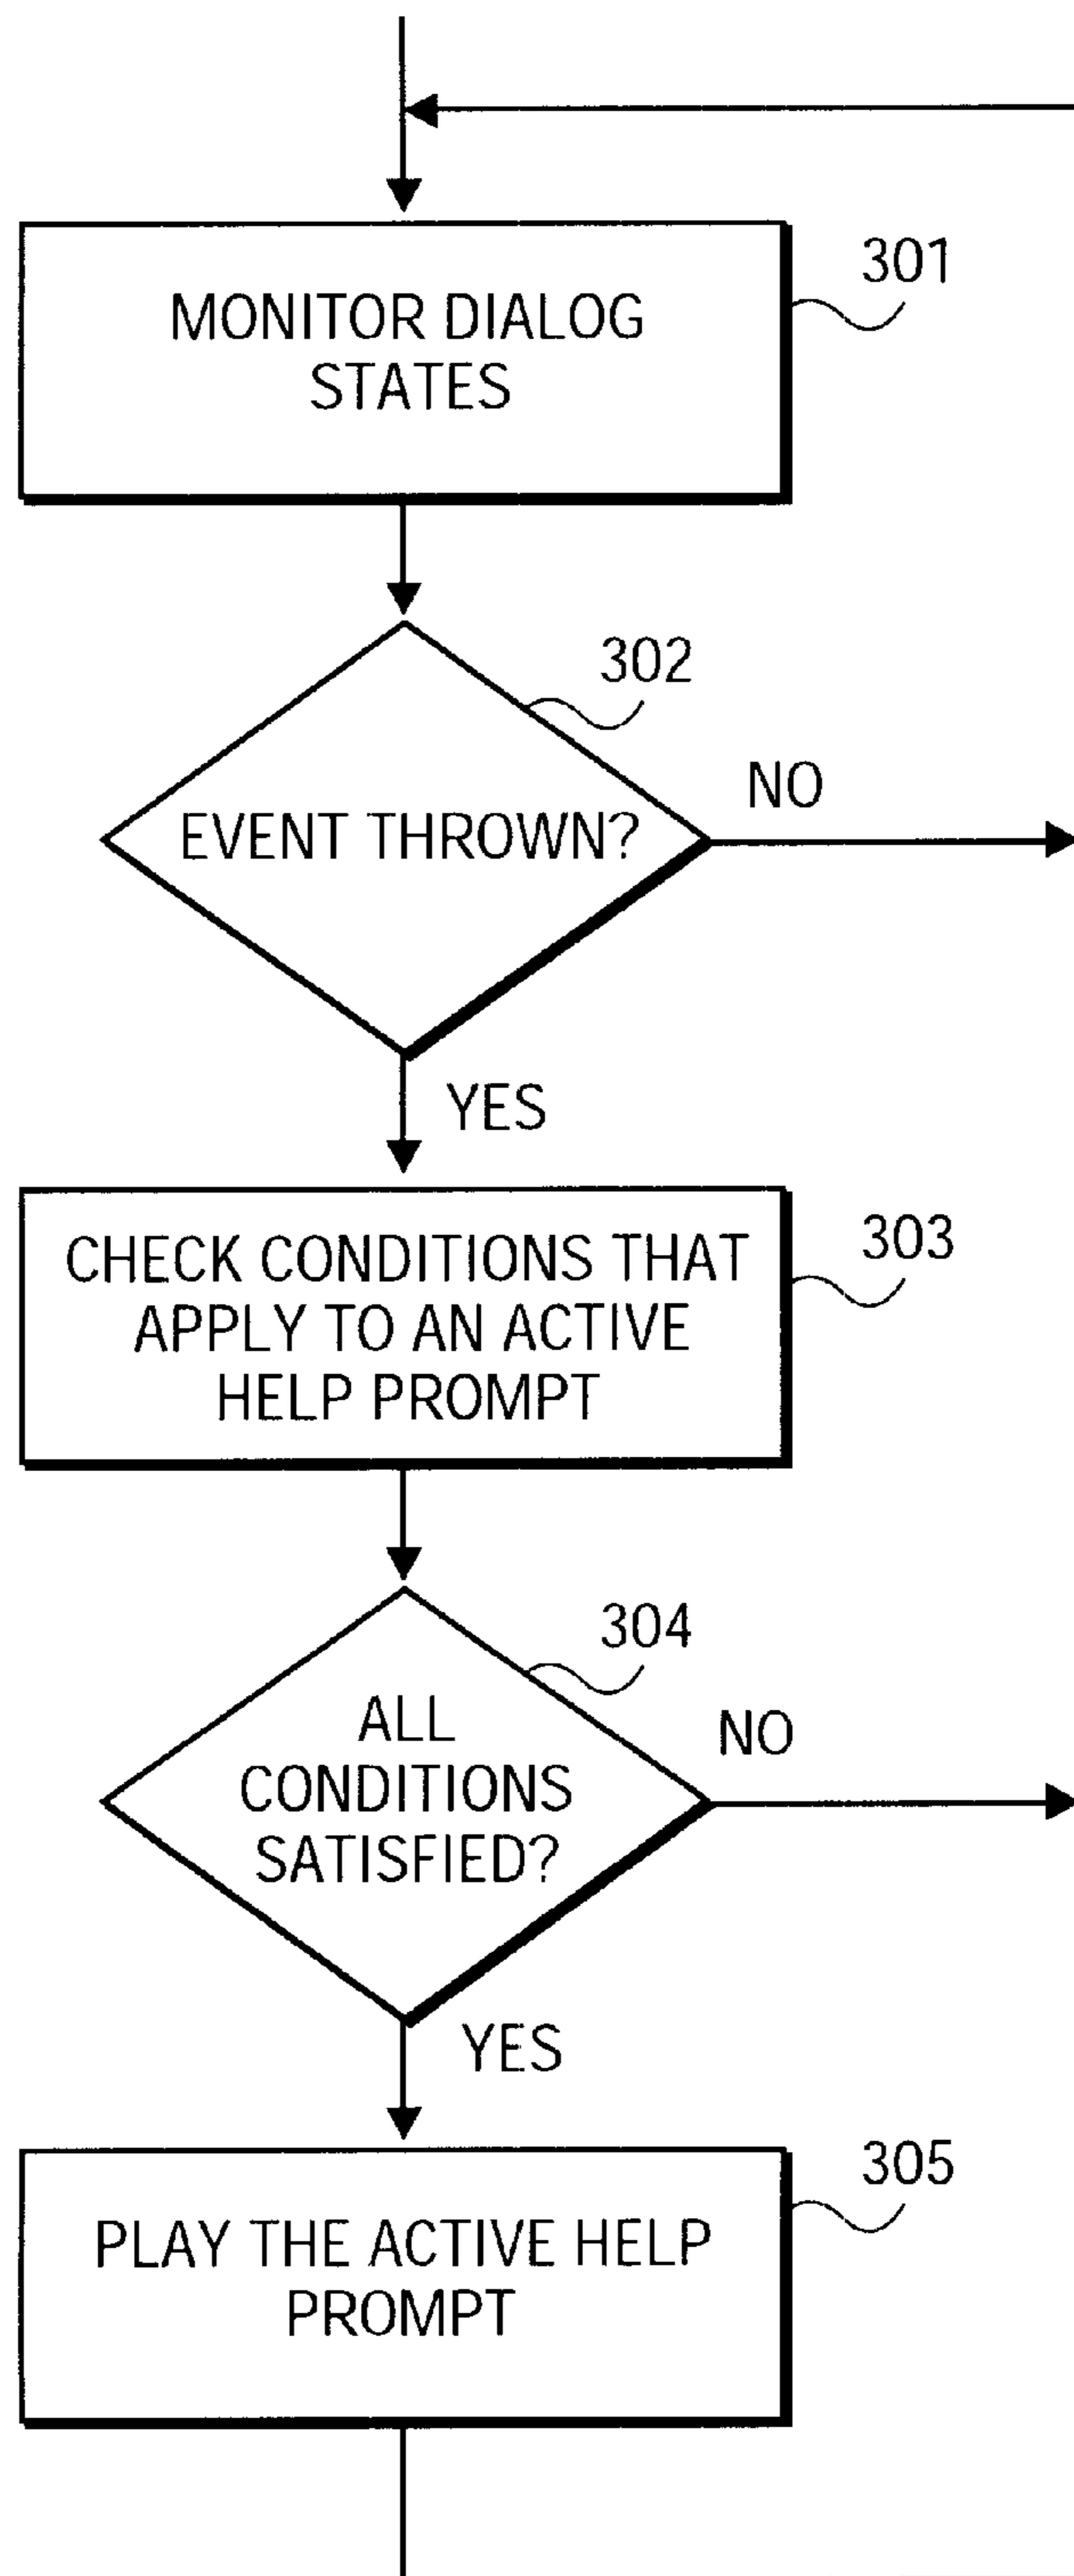 301
MONITOR DIALOG
STATES
302
NO
EVENT THROWN?
YES
303
CHECK CONDITIONS THAT
APPLY TO AN ACTIVE
HELP PROMPT
304
ALL
NO
CONDITIONS
SATISFIED?
YES
305
PLAY THE ACTIVE HELP
PROMPT